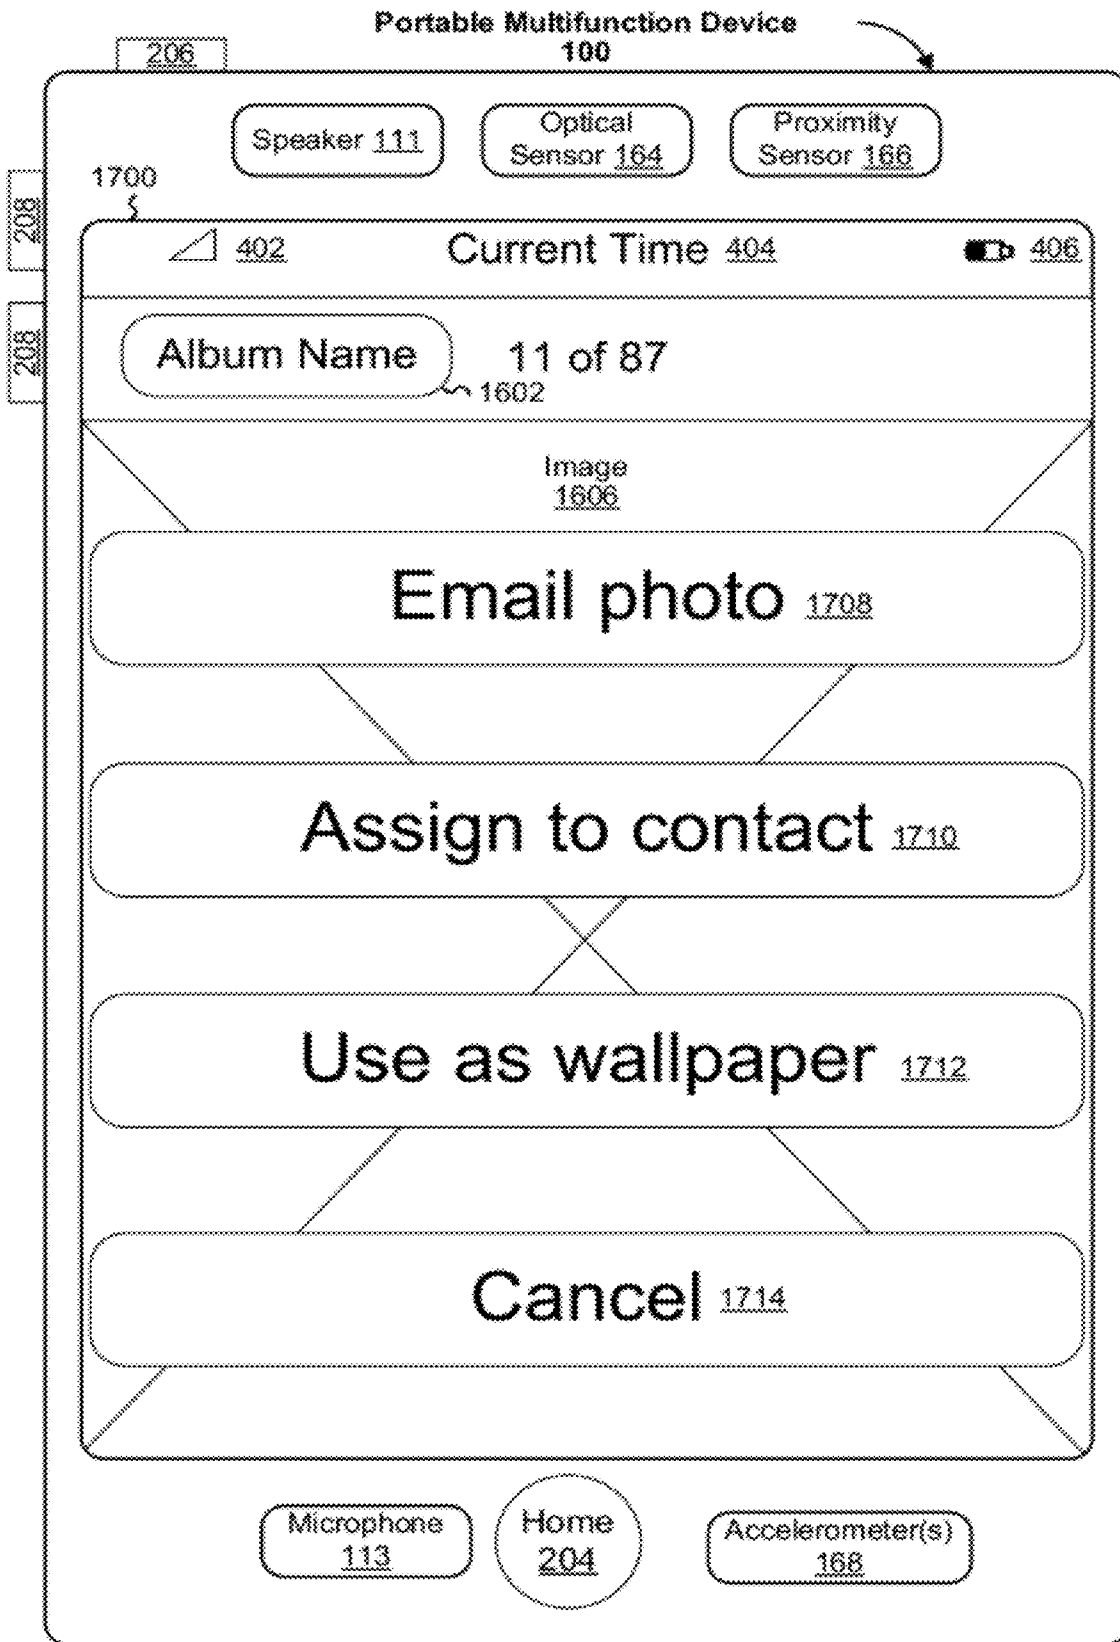 Portable Multifunction Device
100
206
Speaker 111
Optical
Sensor 164
Proximity
Sensor 166
1700
208
208
402
Current Time 404
406
Album Name
11 of 87
1602
Image
1606
Email photo 1708
Assign to contact 1710
Use as wallpaper 1712
Cancel 1714
Microphone
113
Home
204
Accelerometer(s)
168